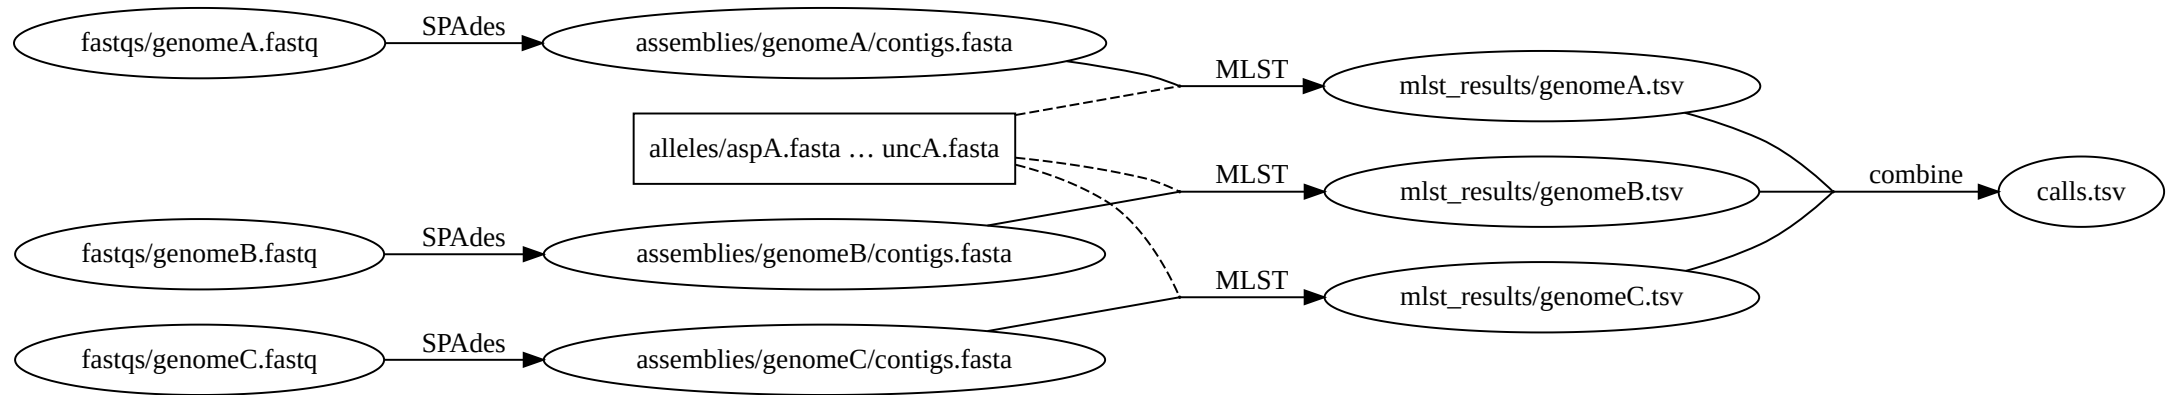 fastqs/genomeA.fastq
SPAdes
assemblies/genomeA/contigs.fasta
MLST
mlst_results/genomeA.tsv
alleles/aspA.fasta … uncA.fasta
MLST
mlst_results/genomeB.tsv
combine
calls.tsv
fastqs/genomeB.fastq
SPAdes
assemblies/genomeB/contigs.fasta
MLST
mlst_results/genomeC.tsv
fastqs/genomeC.fastq
SPAdes
assemblies/genomeC/contigs.fasta